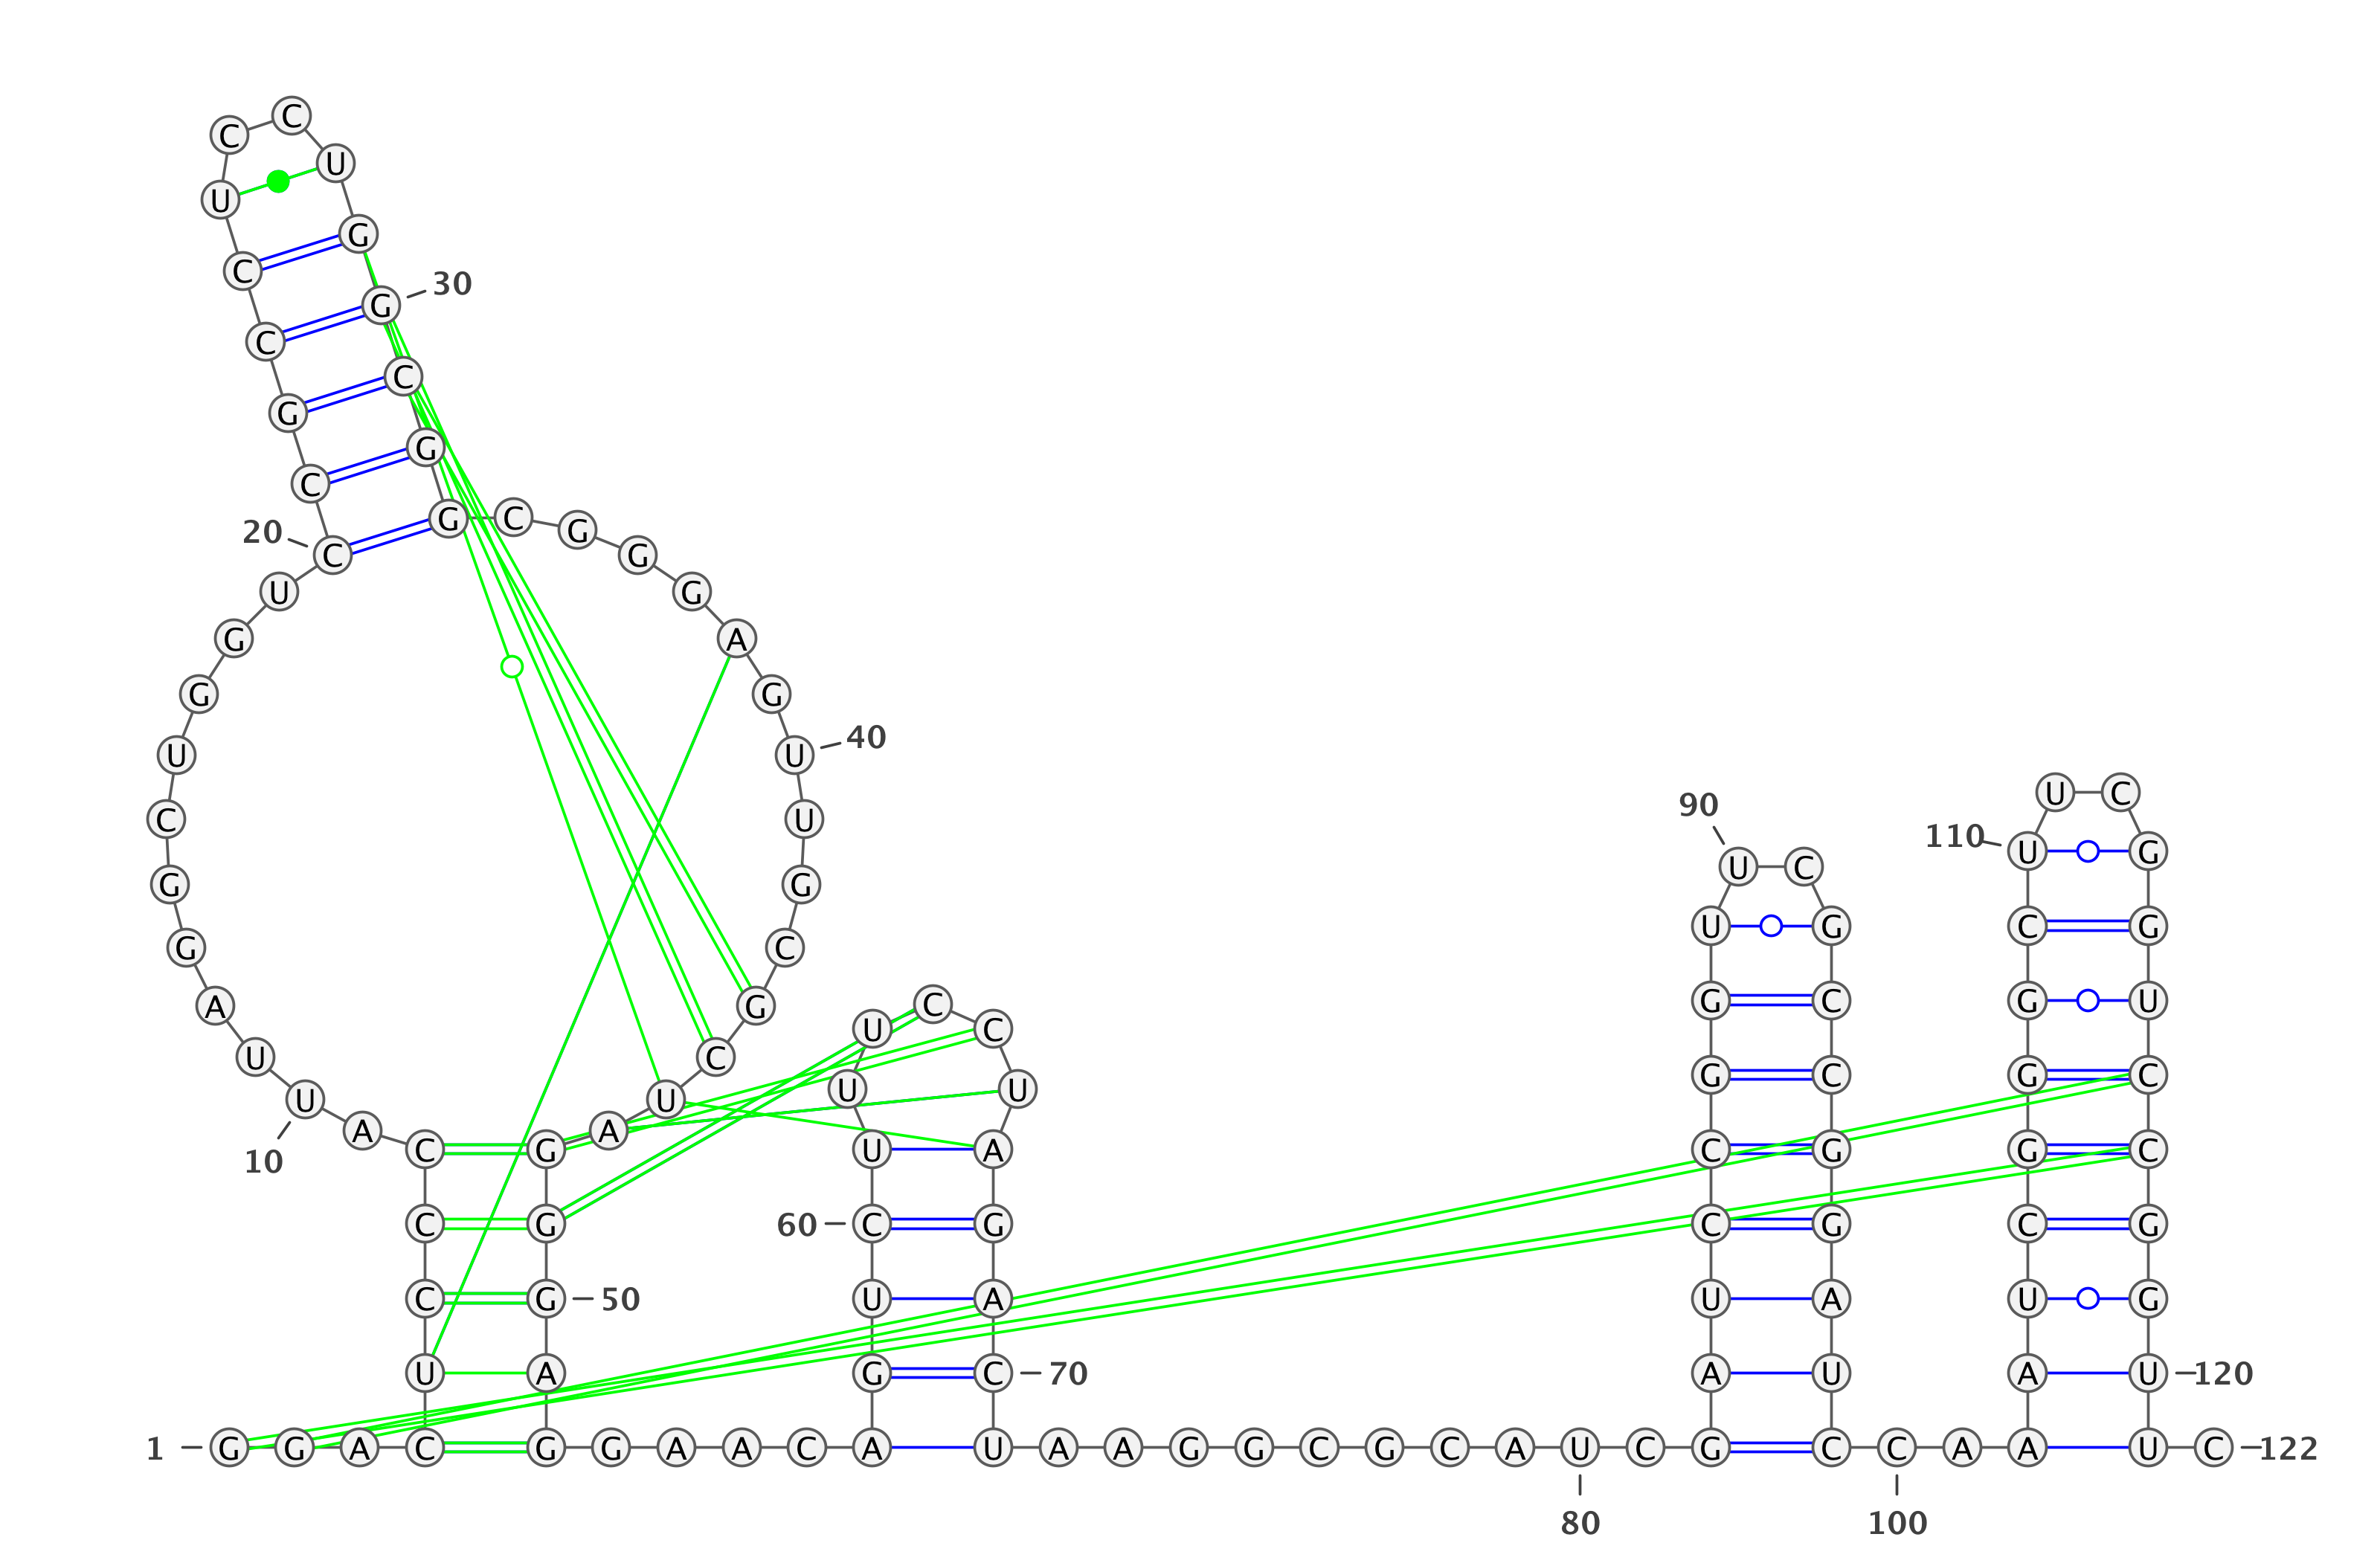 C
C
U
U
G
C
30
G
C
C
G
G
C
G C
G
20 C G
U G
G A
G G
40
U U
U C
90
C U
110 U G
U C
G G
U G C G
G C
A G C
G C G U
U C C
U C
G C G C
U U
U U
A A
C G U A C G G C
10
C G 60 C G C G C G
C G 50 U A U A U G
U A G C 70 A U A U 120
1 G G A C G G A A C A U A A G G C G C A U C G C C A A U C 122
80 100